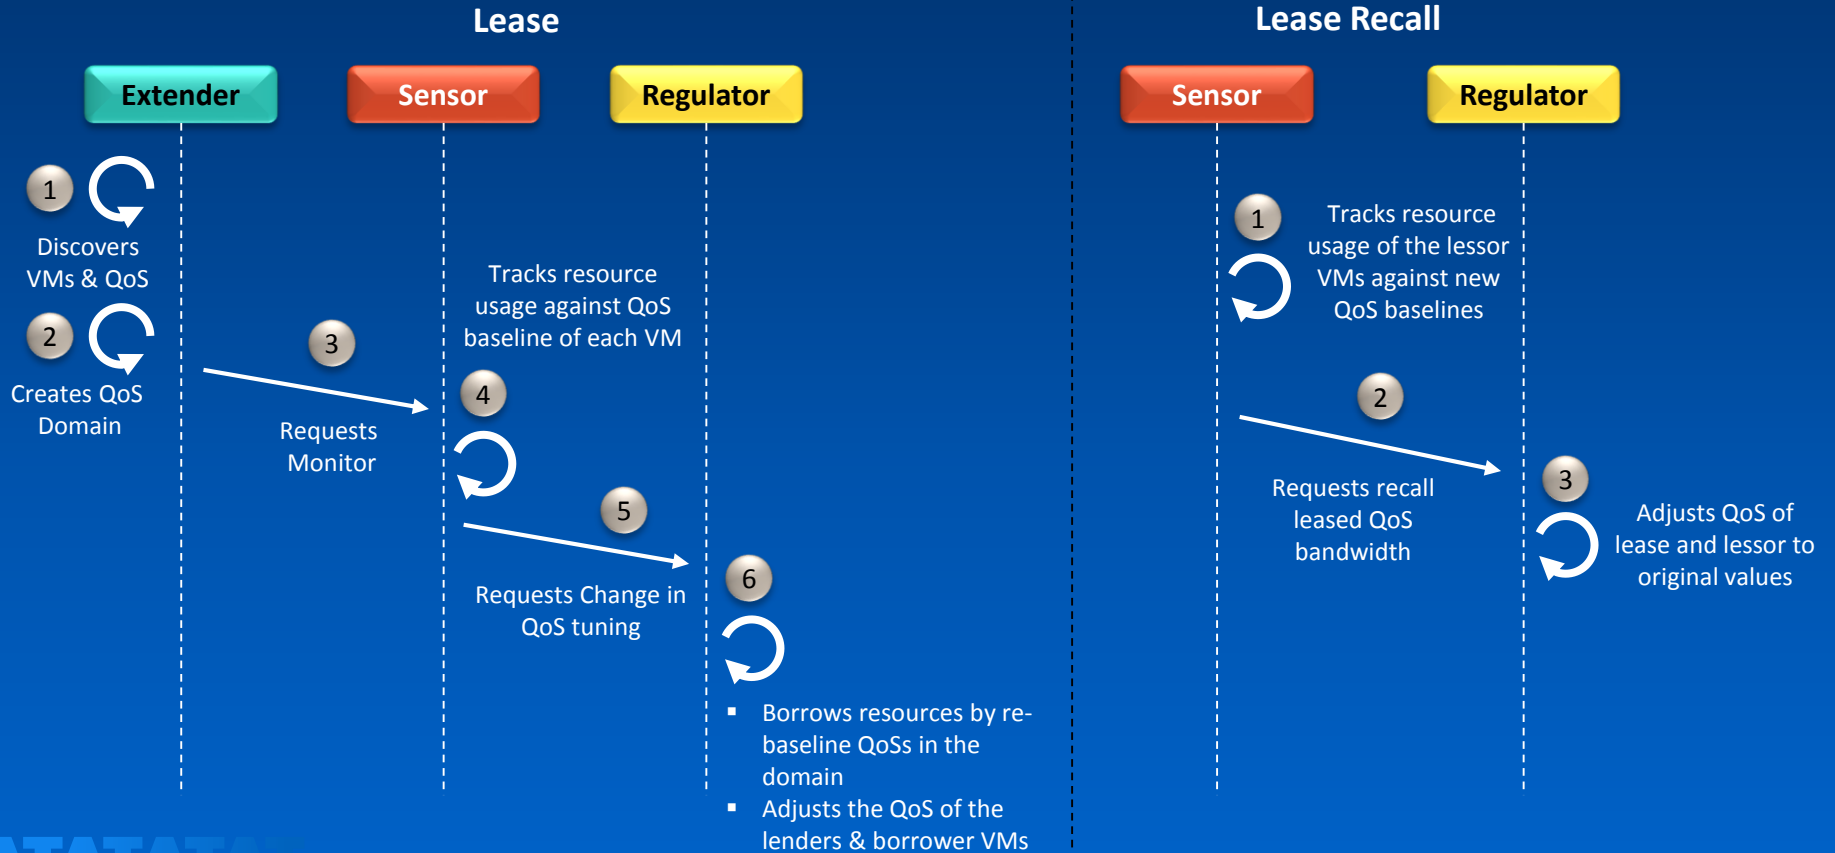 Lease
Extender
Sensor
Regulator
1
Discovers
VMs & QoS
2
Creates QoS
Domain
3
Requests
Monitor
Tracks resource
usage against QoS
baseline of each VM
4
5
Requests Change in
QoS tuning
6
▪ Borrows resources by re-
baseline QoSs in the
domain
▪ Adjusts the QoS of the
lenders & borrower VMs
Lease Recall
Sensor
Regulator
1
Tracks resource
usage of the lessor
VMs against new
QoS baselines
2
Requests recall
leased QoS
bandwidth
3
Adjusts QoS of
lease and lessor to
original values